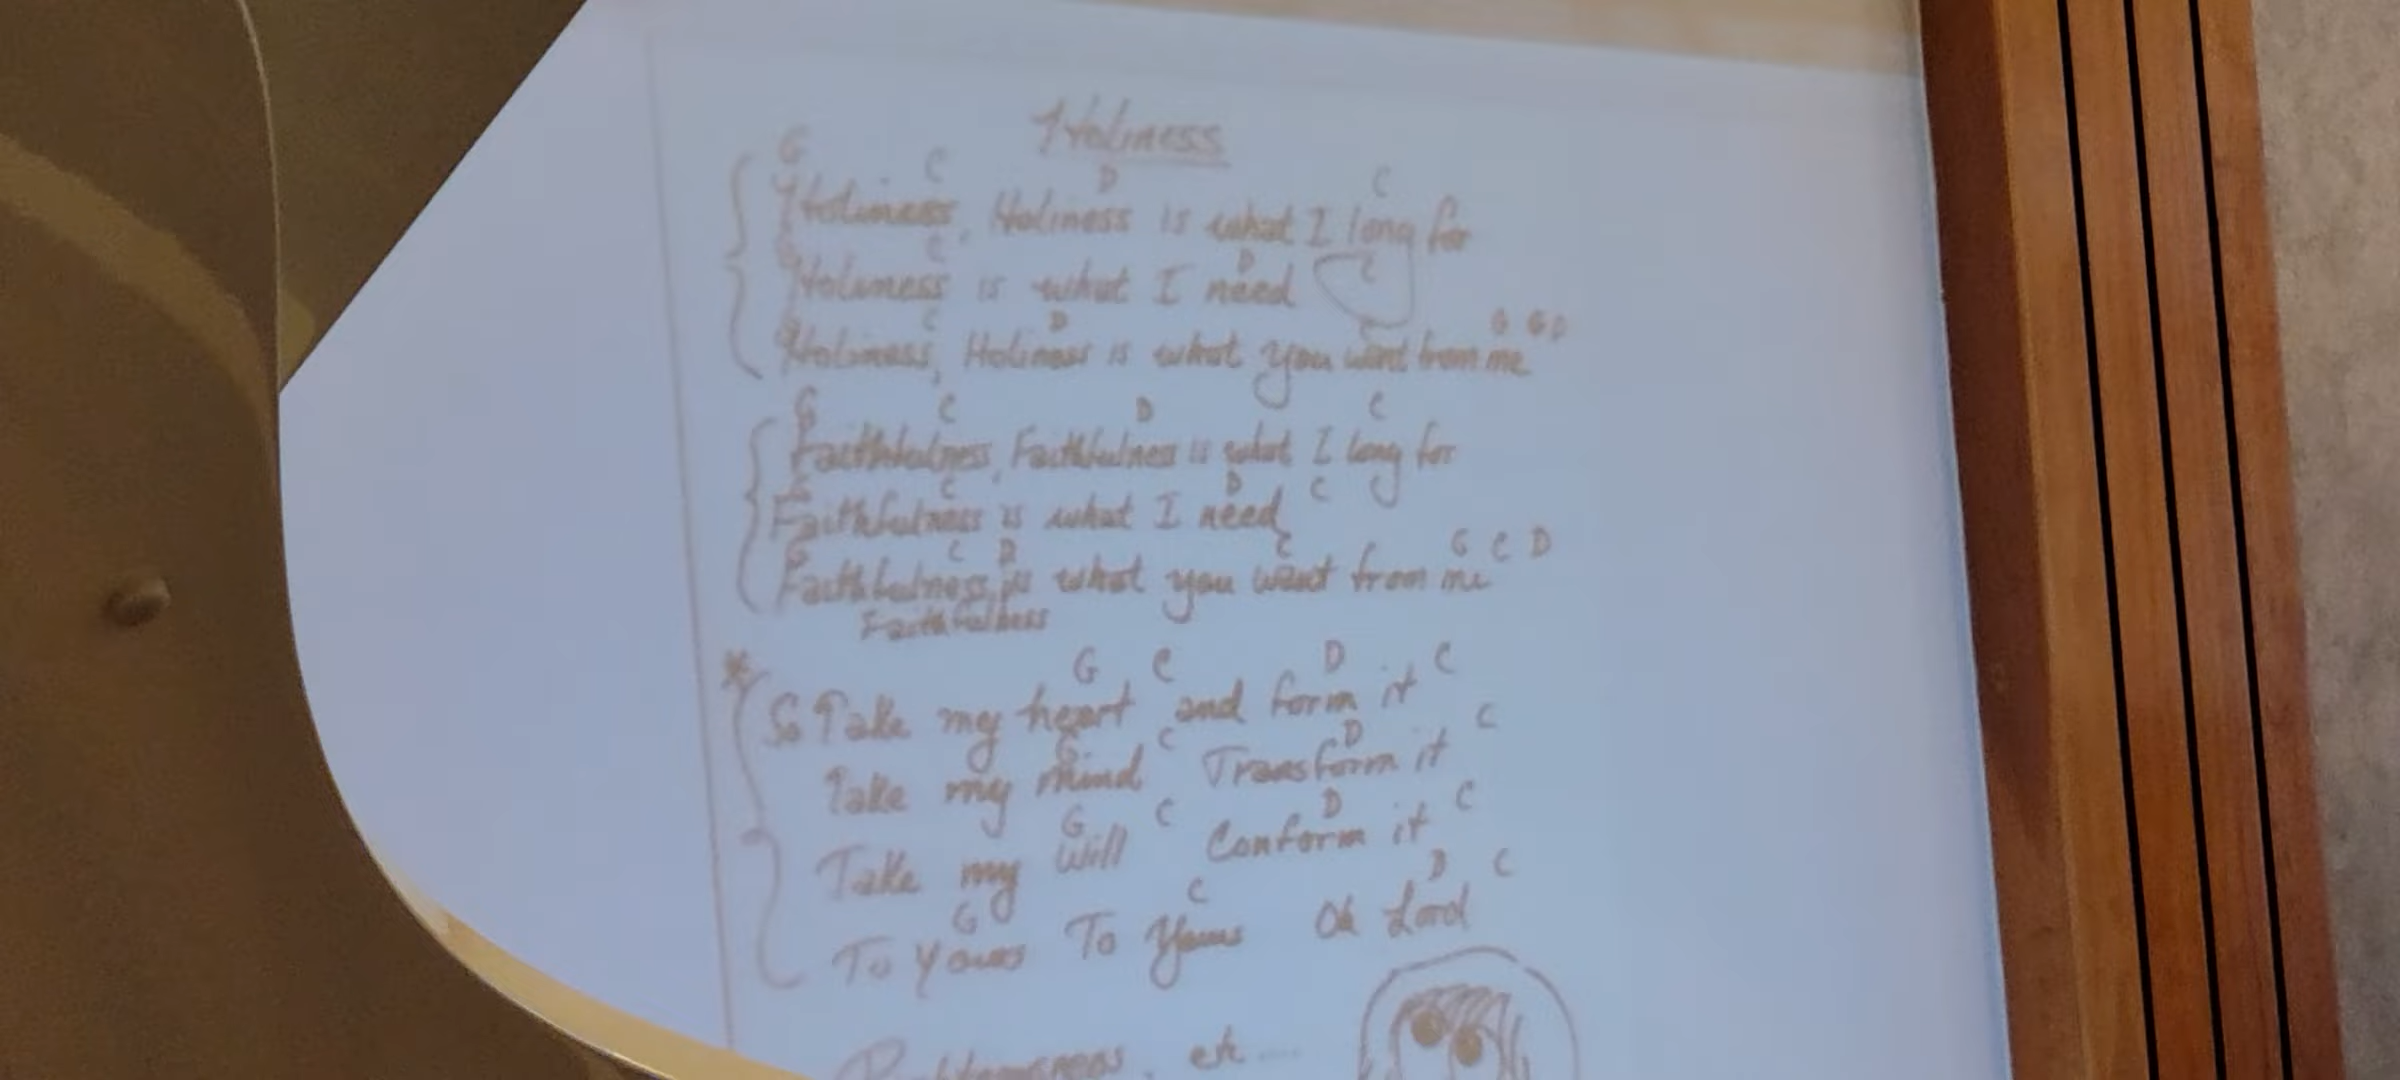 Holiness
G C D C
Holiness, Holiness is what I long for
G C D C
Holiness is what I need
G C D C G C D
Holiness, Holiness is what you want from me
G C D C
Faithfulness, Faithfulness is what I long for
G C D C
Faithfulness is what I need
G C D C G C D
Faithfulness, is what you want from me
Faithfulness
G C D C
* So Take my heart and form it
G C D C
Take my mind Transform it
G C D C
Take my Will Conform it
G C D C
To Yours To Yours Oh Lord
Righteousness, etc....